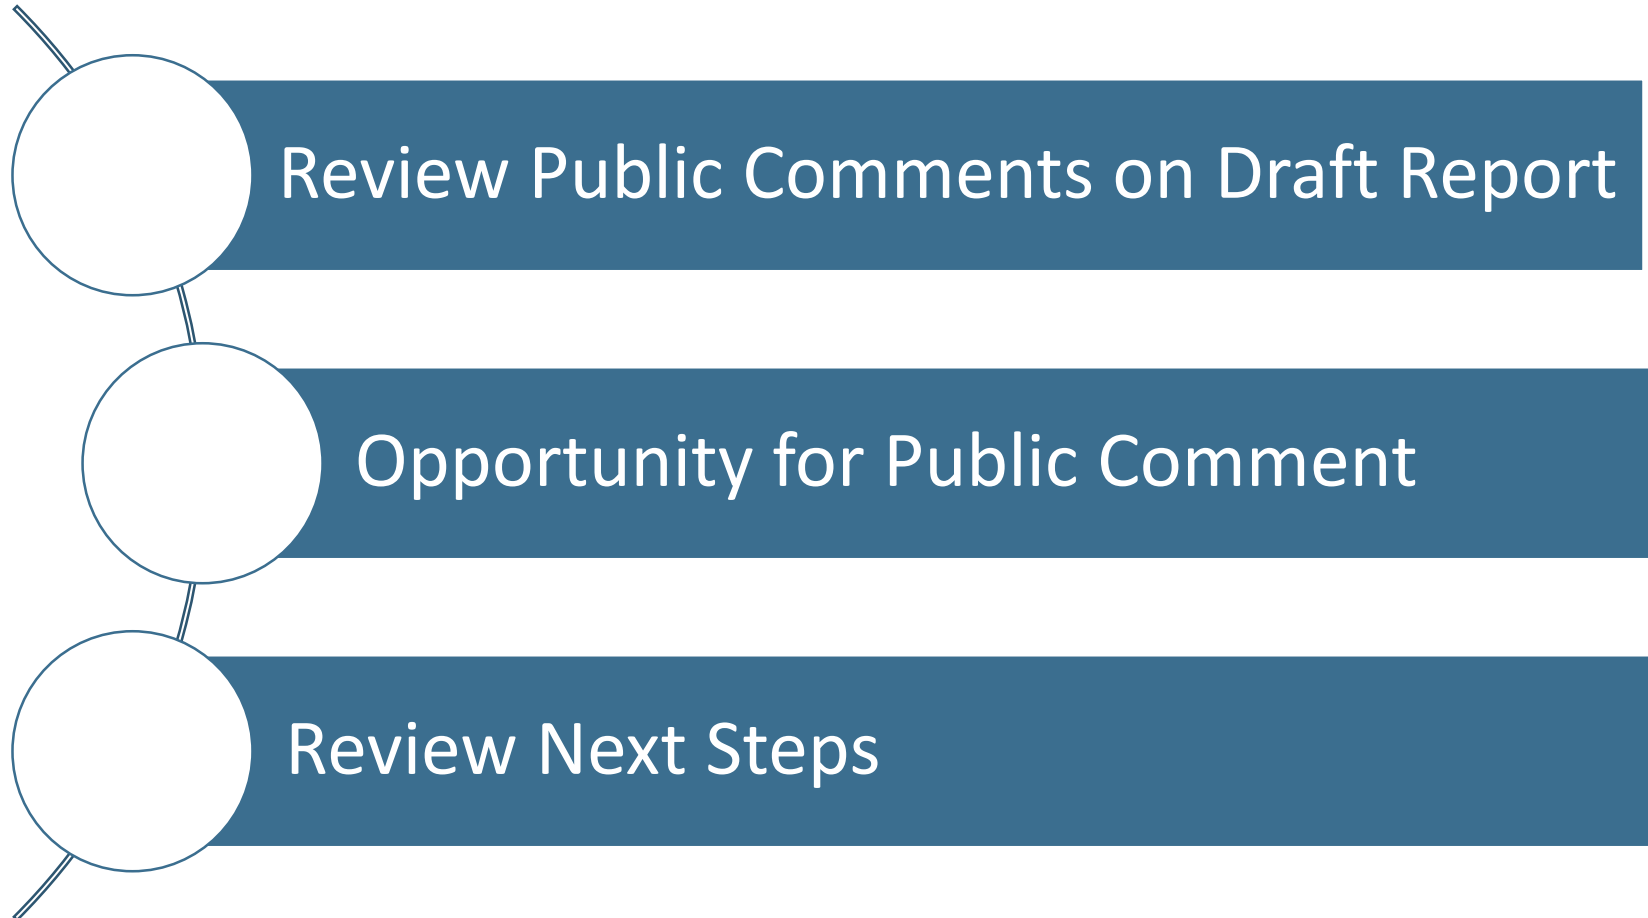 Review Public Comments on Draft Report
Opportunity for Public Comment
Review Next Steps